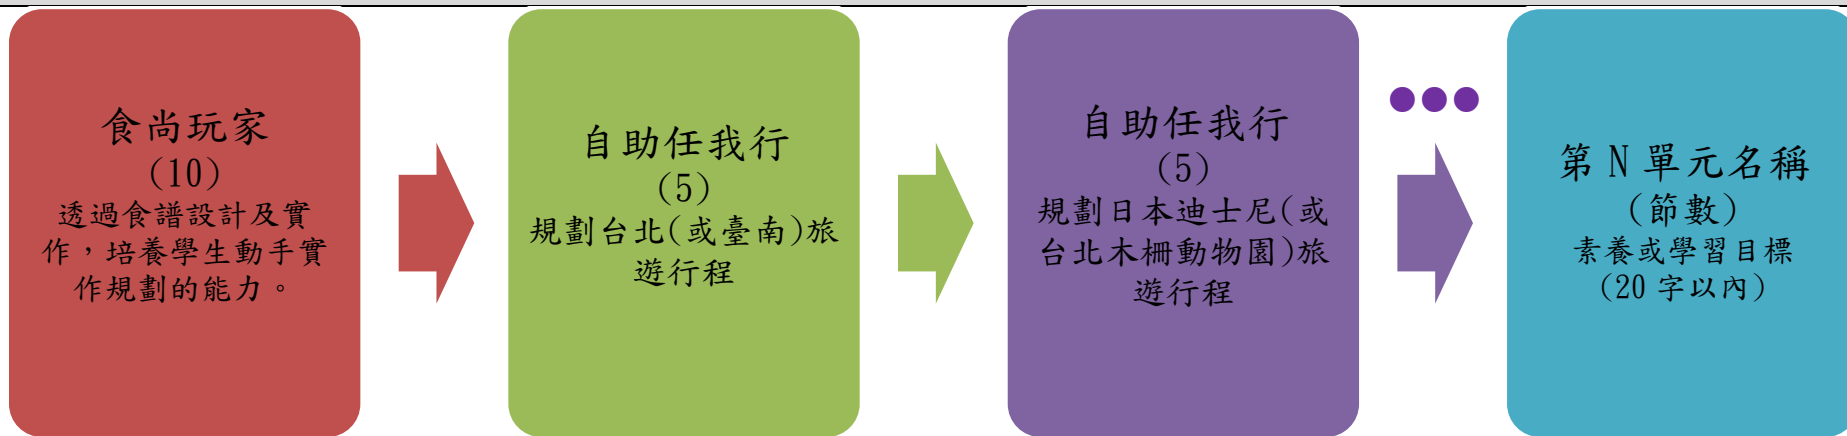 食尚玩家
(10)
透過食譜設計及實
作，培養學生動手實
作規劃的能力。
自助任我行
(5)
規劃台北(或臺南)旅
遊行程
自助任我行
(5)
規劃日本迪士尼(或
台北木柵動物園)旅
遊行程
第 N 單元名稱
(節數)
素養或學習目標
(20 字以內)